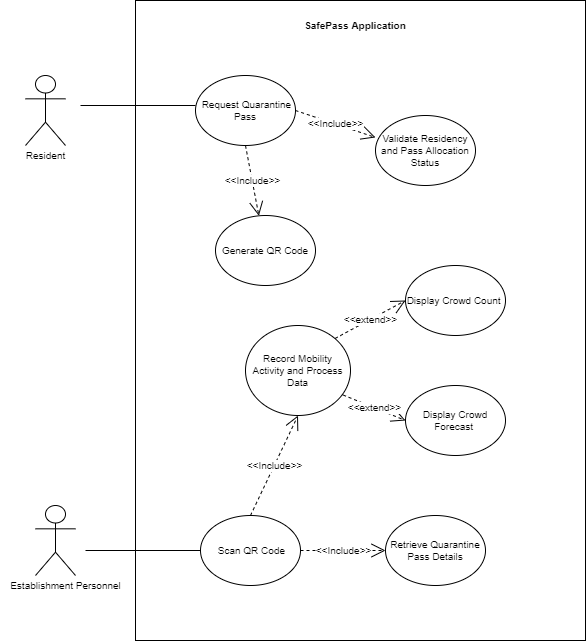 SafePass Application
Request Quarantine
Pass
<<Include>>
Validate Residency
and Pass Allocation
Status
Resident
<<Include>>
Generate QR Code
Display Crowd Count
<<extend>>
Record Mobility
Activity and Process
Data
<<extend>>
Display Crowd
Forecast
<<Include>>
Scan QR Code
<<Include>>
Retrieve Quarantine
Pass Details
Establishment Personnel